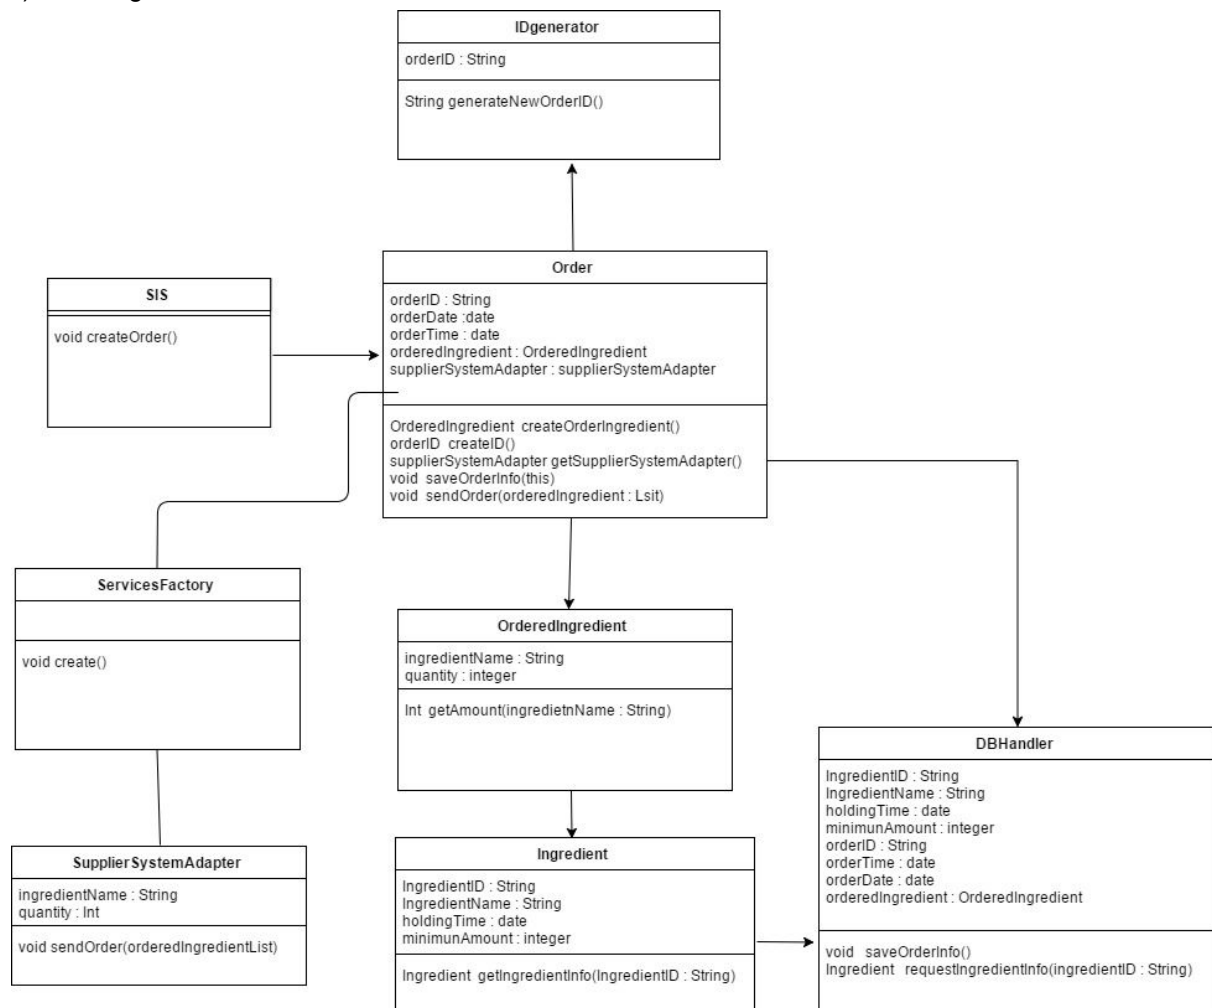 IDgenerator
orderID : String
String generateNewOrderID()
Order
orderID : String
orderDate :date
orderTime : date
orderedIngredient : OrderedIngredient
supplierSystemAdapter : supplierSystemAdapter
OrderedIngredient createOrderIngredient()
orderID createID()
supplierSystemAdapter getSupplierSystemAdapter()
void saveOrderInfo(this)
void sendOrder(orderedIngredient : Lsit)
SIS
void createOrder()
ServicesFactory
void create()
OrderedIngredient
ingredientName : String
quantity : integer
Int getAmount(ingredietnName : String)
SupplierSystemAdapter
ingredientName : String
quantity : Int
void sendOrder(orderedIngredientList)
Ingredient
IngredientID : String
IngredientName : String
holdingTime : date
minimunAmount : integer
Ingredient getIngredientInfo(IngredientID : String)
DBHandler
IngredientID : String
IngredientName : String
holdingTime : date
minimunAmount : integer
orderID : String
orderTime : date
orderDate : date
orderedIngredient : OrderedIngredient
void saveOrderInfo()
Ingredient requestIngredientInfo(ingredientID : String)